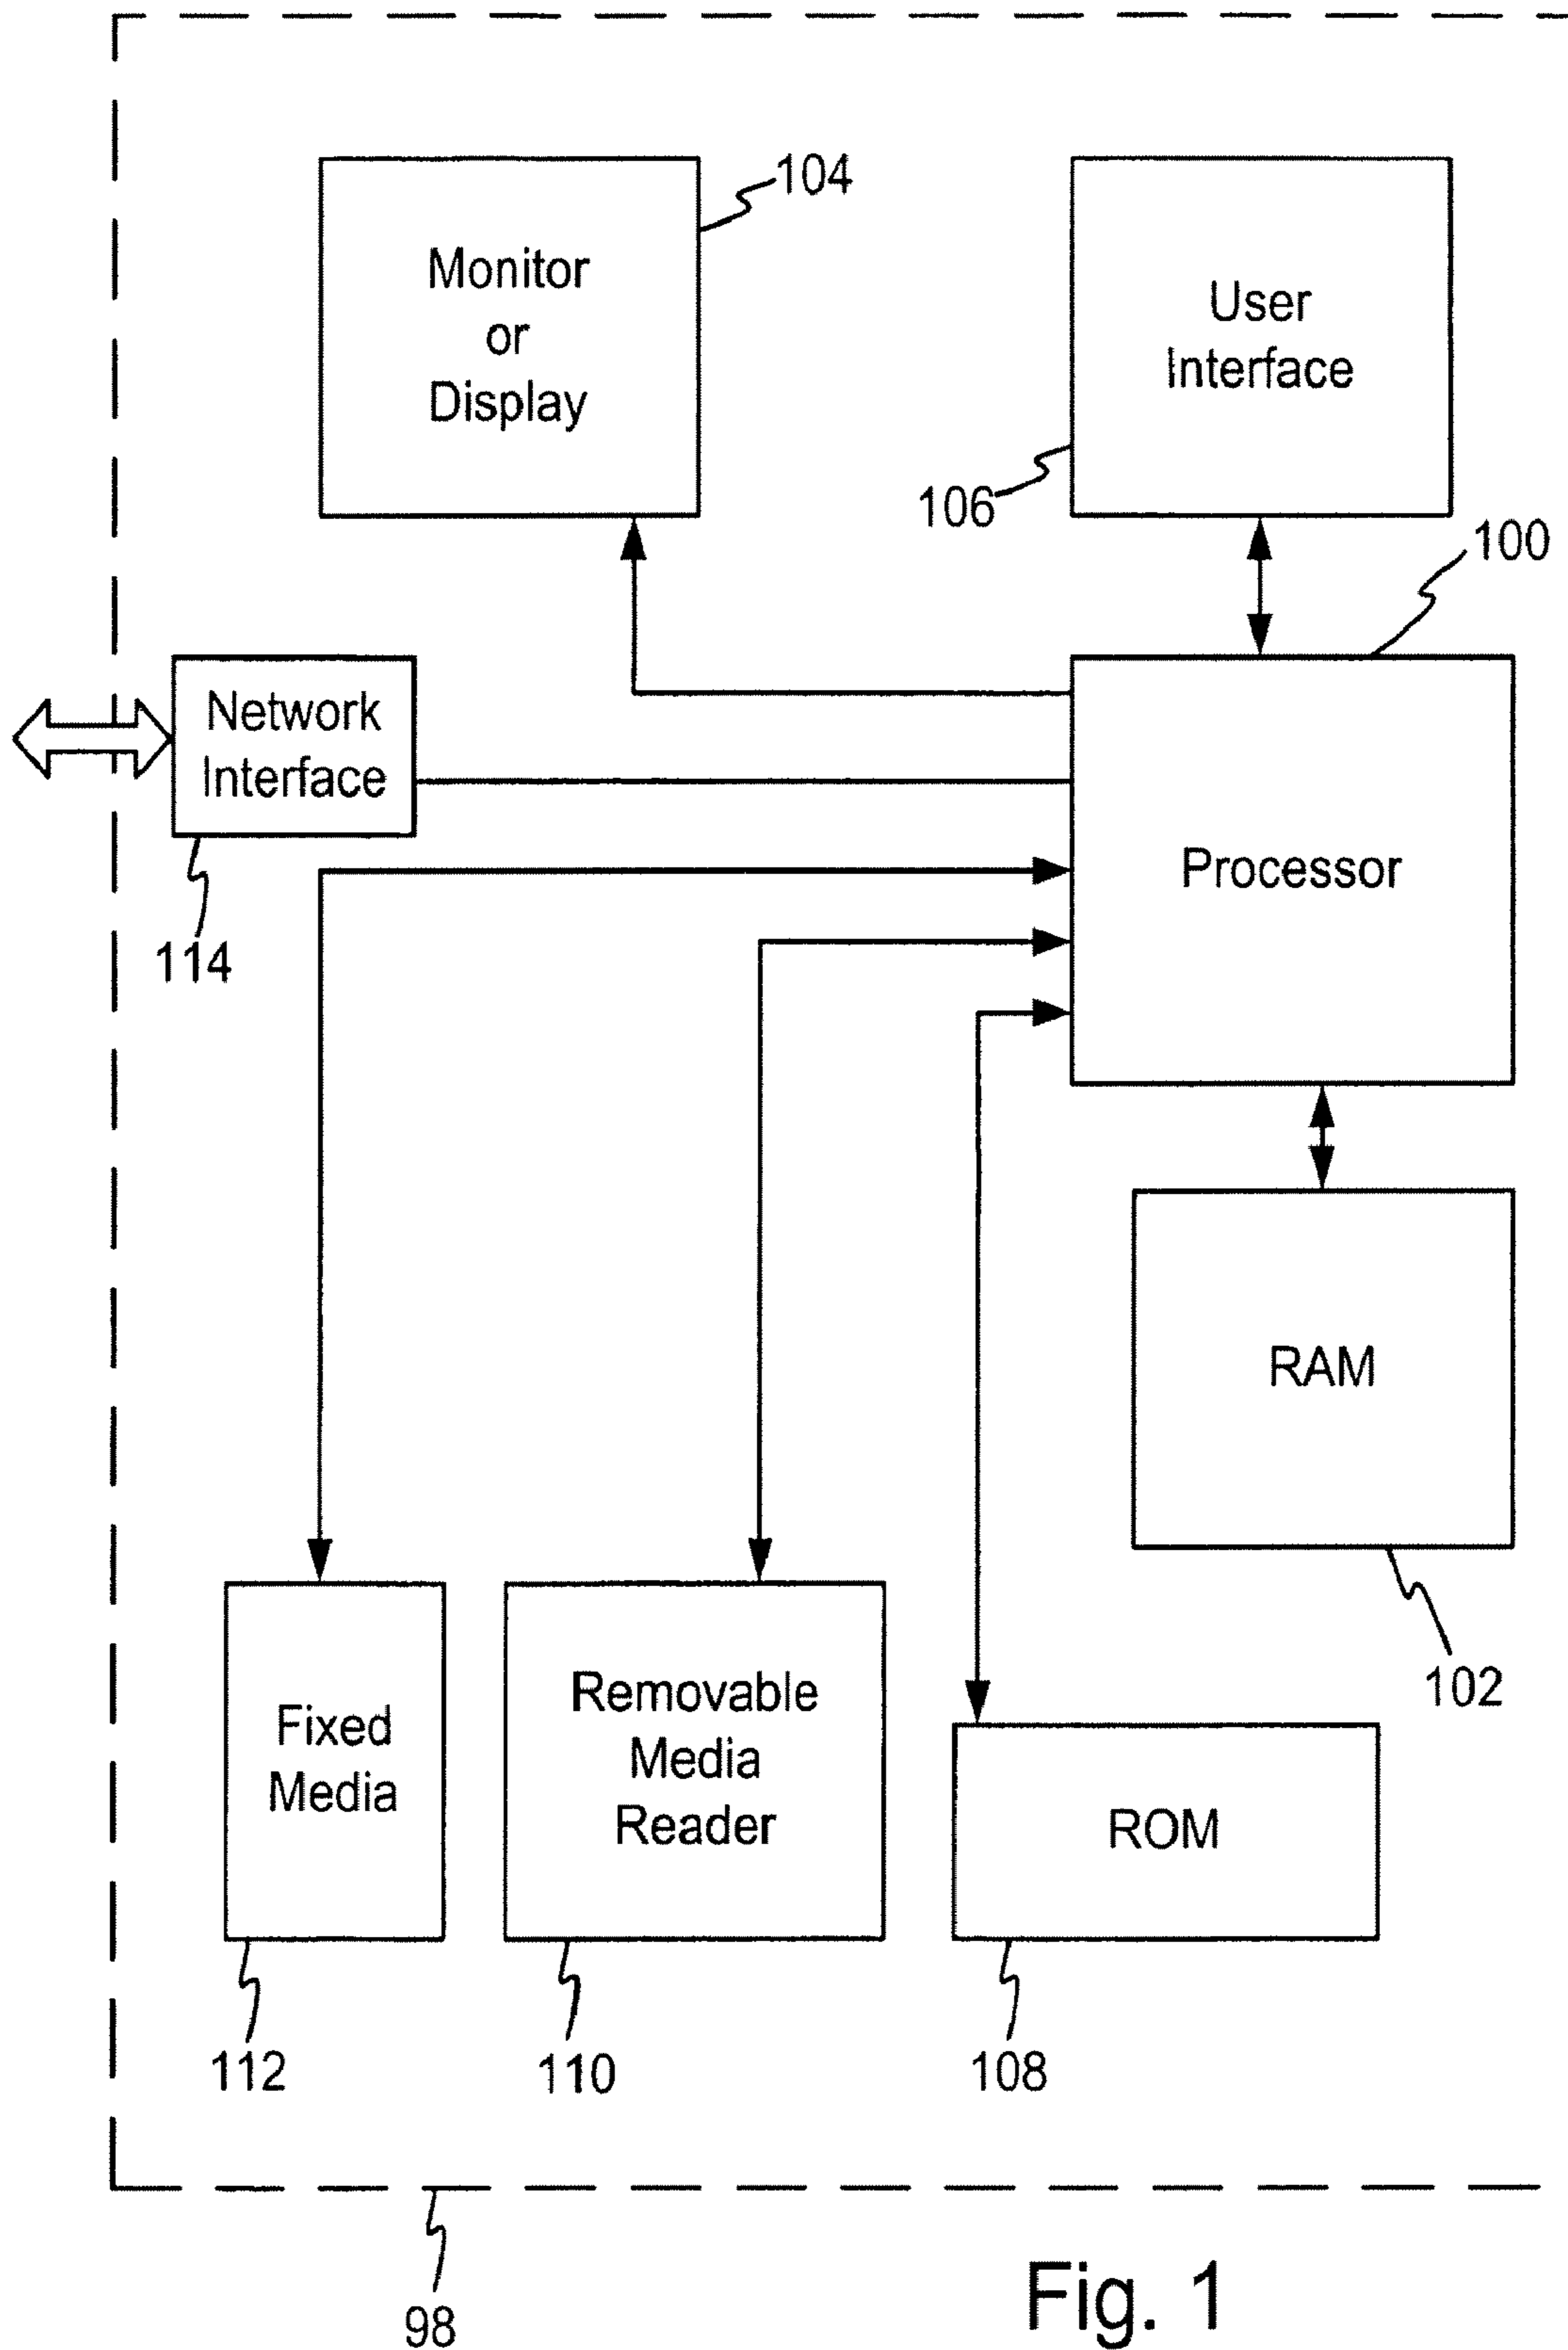 104
Monitor
or
Display
User
Interface
106
100
Network
Interface
114
Processor
RAM
102
Fixed
Media
Removable
Media
Reader
ROM
112
110
108
98
Fig. 1